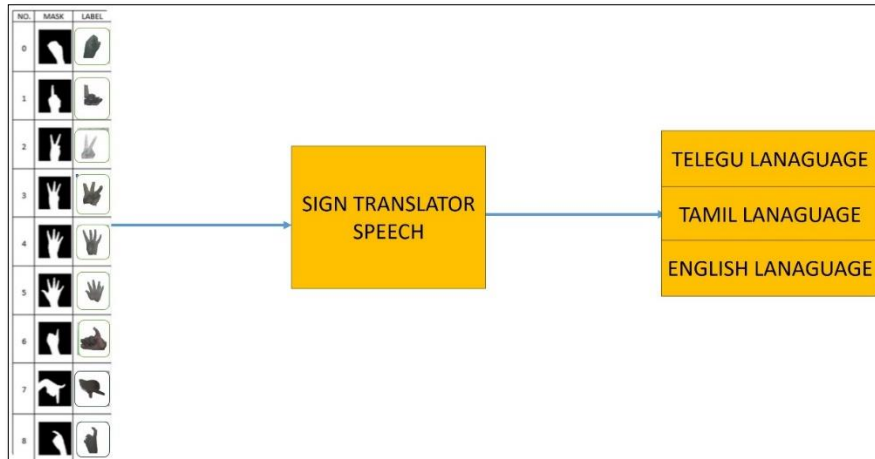 NO. MASK LABEL
0
1
2
3
4
5
6
7
8
SIGN TRANSLATOR
SPEECH
TELEGU LANAGUAGE
TAMIL LANAGUAGE
ENGLISH LANAGUAGE